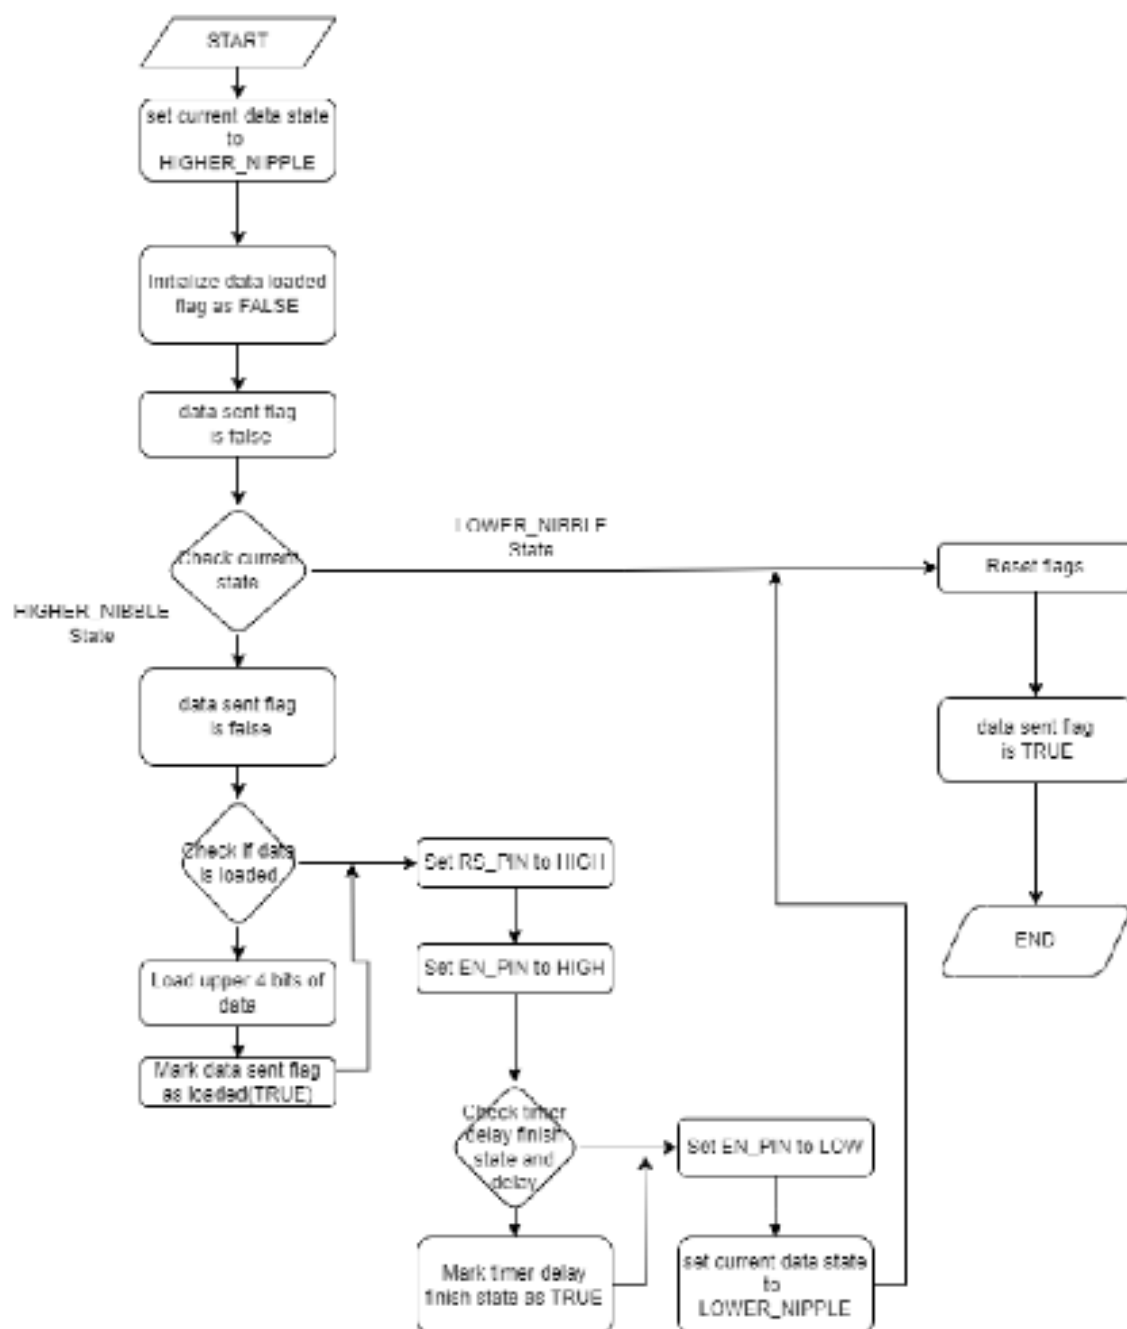 START
set current data state
to
HIGHER_NIPPLE
Initialize data loaded
flag as FALSE
data sent flag
is false
Check current
state
LOWER_NIBBLE
State
HIGHER_NIBBLE
State
Reset flags
data sent flag
is false
data sent flag
is TRUE
Check if data
is loaded
Set RS_PIN to HIGH
Set EN_PIN to HIGH
END
Load upper 4 bits of
data
Mark data sent flag
as loaded(TRUE)
Check timer
delay finish
state and
delay
Set EN_PIN to LOW
Mark timer delay
finish state as TRUE
set current data state
to
LOWER_NIPPLE